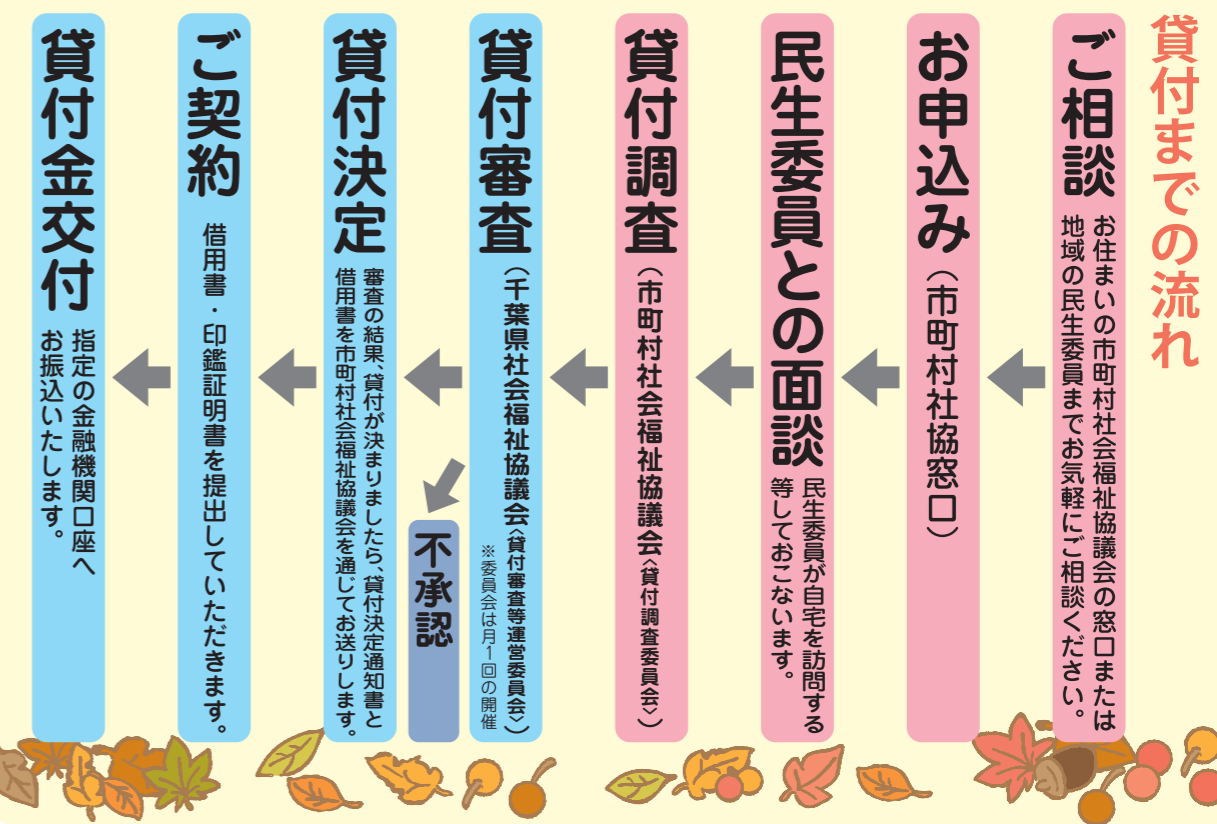 貸付までの流れ
ご相談
お住まいの市町村社会福祉協議会の窓口または
地域の民生委員までお気軽にご相談ください。
お申込み
（市町村社協窓口）
民生委員との面談
民生委員が自宅を訪問する
等しておこないます。
貸付調査
（市町村社会福祉協議会〈貸付調査委員会〉）
貸付審査
（千葉県社会福祉協議会〈貸付審査等運営委員会〉）
※委員会は月1回の開催
不承認
貸付決定
審査の結果、貸付が決まりましたら、貸付決定通知書と
借用書を市町村社会福祉協議会を通じてお送りします。
ご契約
借用書・印鑑証明書を提出していただきます。
貸付金交付
指定の金融機関口座へ
お振込いたします。